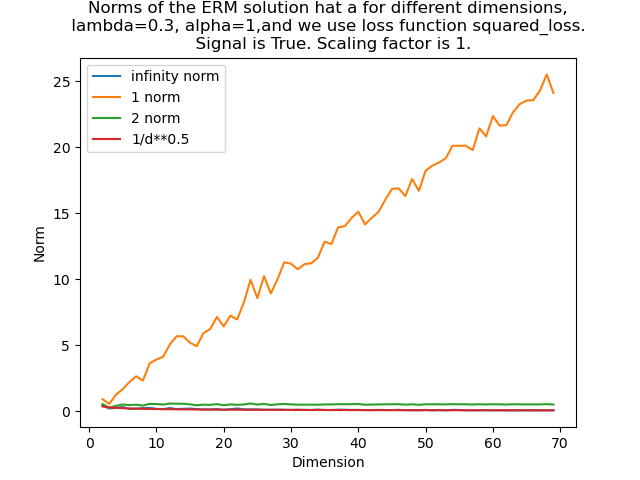 Norms of the ERM solution hat a for different dimensions,
lambda=0.3, alpha=1,and we use loss function squared_loss.
Signal is True. Scaling factor is 1.
infinity norm
1 norm
2 norm
1/d**0.5
Norm
25
20
15
10
5
0
0 10 20 30 40 50 60 70
Dimension